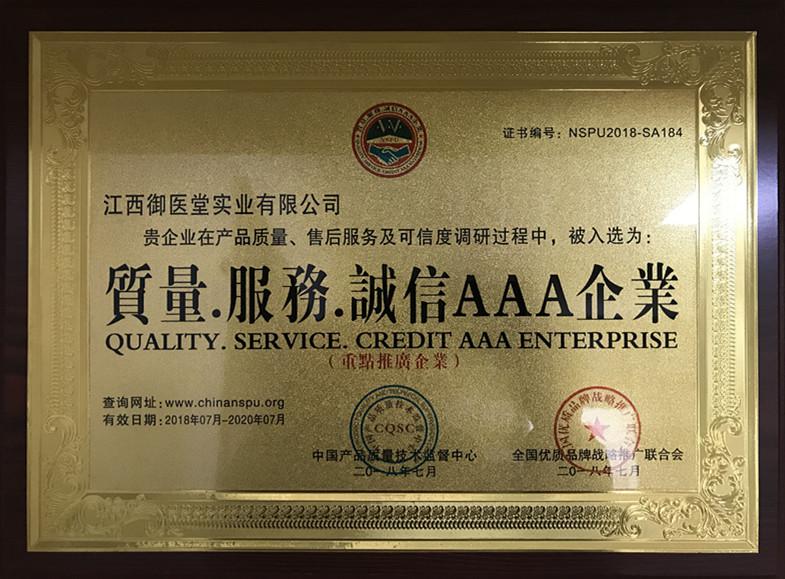 证书编号：NSPU2018-SA184
NSPU
江西御医堂实业有限公司
贵企业在产品质量、售后服务及可信度调研过程中，被入选为：
質量.服務.誠信AAA企業
QUALITY. SERVICE. CREDIT AAA ENTERPRISE
（重點推廣企業）
查询网址：www.chinanspu.org
有效日期：2018年07月-2020年07月
CQSC
中国产品质量技术监督中心
二〇一八年七月
全国优质品牌战略推广联合会
二〇一八年七月